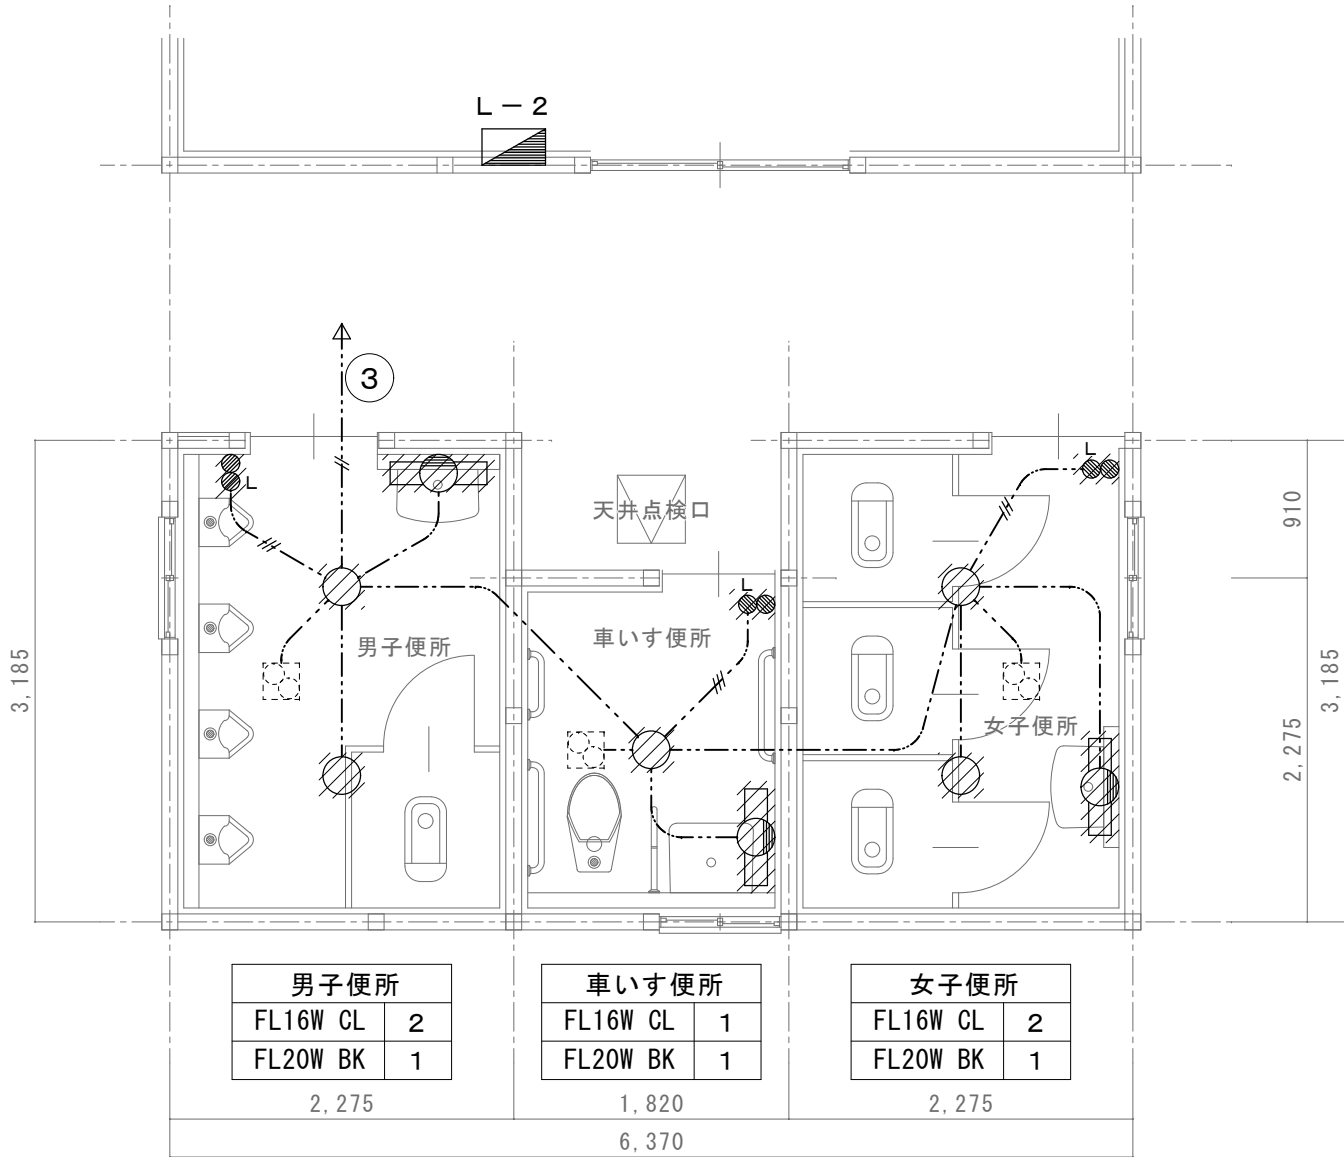 L－2
3
L
L
天井点検口
910
L
男子便所
車いす便所
3,185
3,185
女子便所
2,275
男子便所
FL16W CL 2
FL20W BK 1
車いす便所
FL16W CL 1
FL20W BK 1
女子便所
FL16W CL 2
FL20W BK 1
2,275
1,820
2,275
6,370